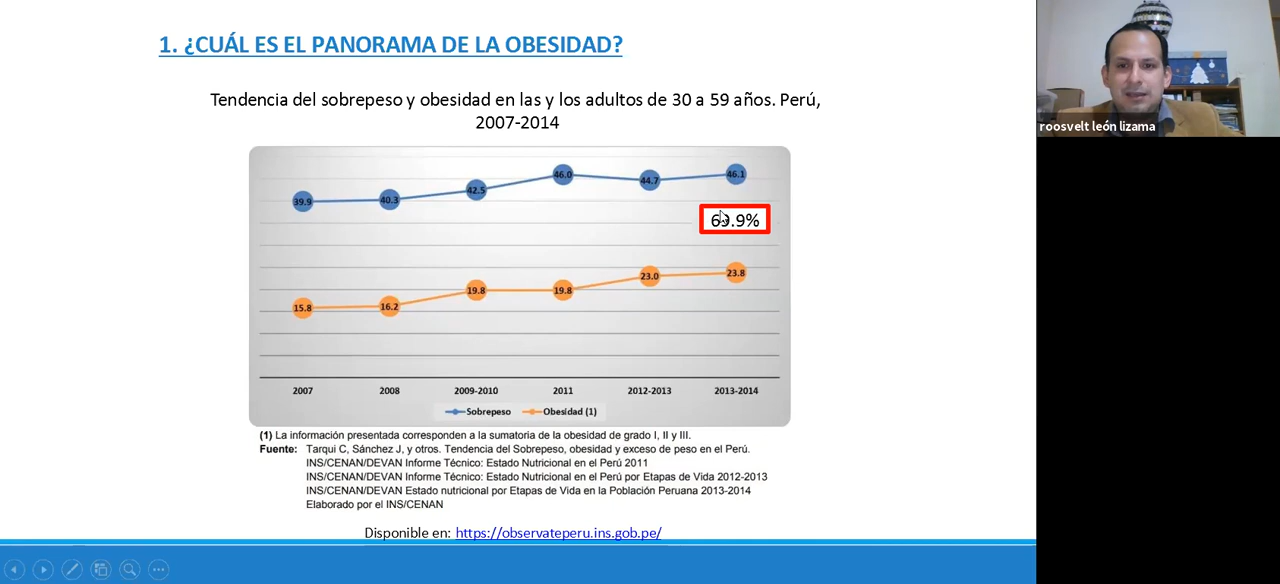 1. ¿CUÁL ES EL PANORAMA DE LA OBESIDAD?
Tendencia del sobrepeso y obesidad en las y los adultos de 30 a 59 años. Perú,
2007-2014
39.9
40.3
42.5
46.0
44.7
46.1
69.9%
15.8
16.2
19.8
19.8
23.0
23.8
2007
2008
2009-2010
2011
2012-2013
2013-2014
Sobrepeso
Obesidad (1)
(1) La información presentada corresponden a la sumatoria de la obesidad de grado I, II y III.
Fuente: Tarqui C, Sánchez J, y otros. Tendencia del Sobrepeso, obesidad y exceso de peso en el Perú.
INS/CENAN/DEVAN Informe Técnico: Estado Nutricional en el Perú 2011
INS/CENAN/DEVAN Informe Técnico: Estado Nutricional en el Perú por Etapas de Vida 2012-2013
INS/CENAN/DEVAN Estado nutricional por Etapas de Vida en la Población Peruana 2013-2014
Elaborado por el INS/CENAN
Disponible en: https://observateperu.ins.gob.pe/
roosvelt león lizama